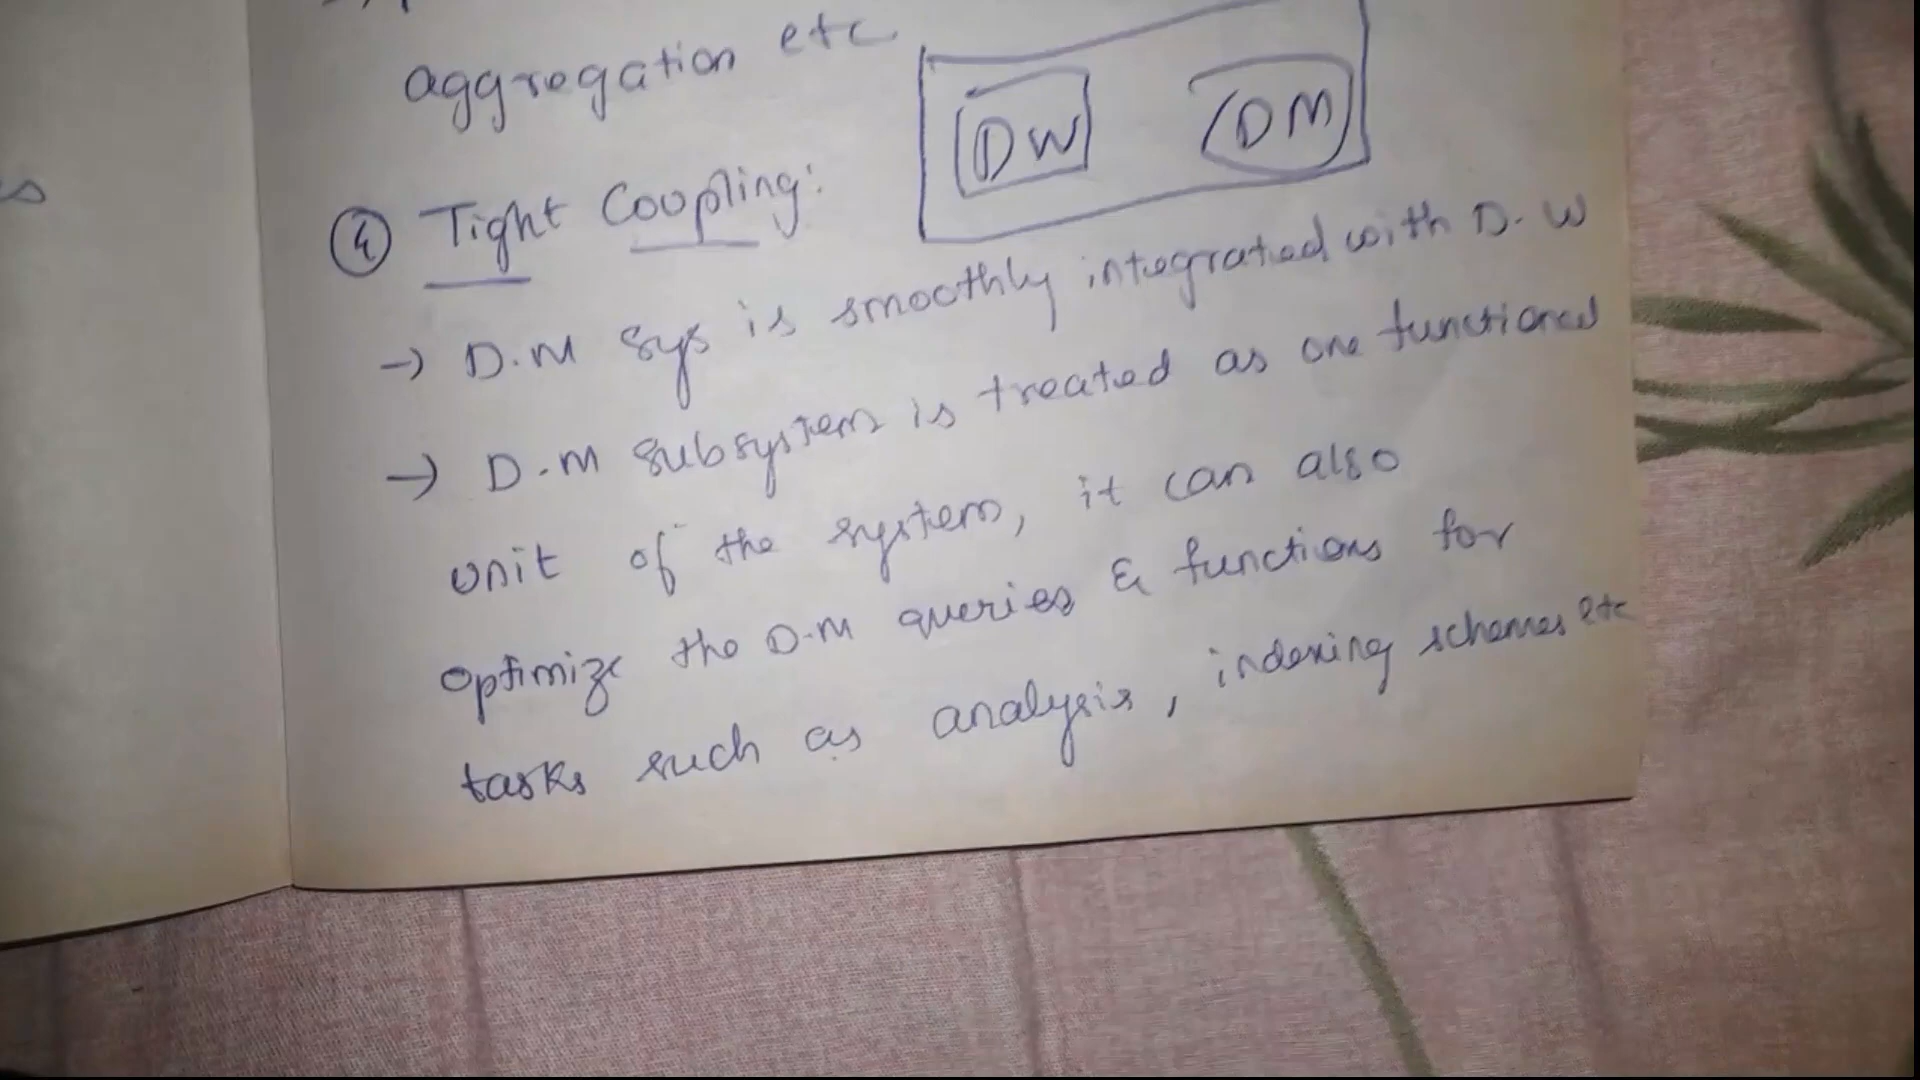 aggregation etc
DW DM
④ Tight Coupling:
→ D.M sys is smoothly integrated with D.W
→ D.M subsystem is treated as one functional
unit of the system, it can also
optimize the D.M queries & functions for
tasks such as analysis, indexing schemes etc